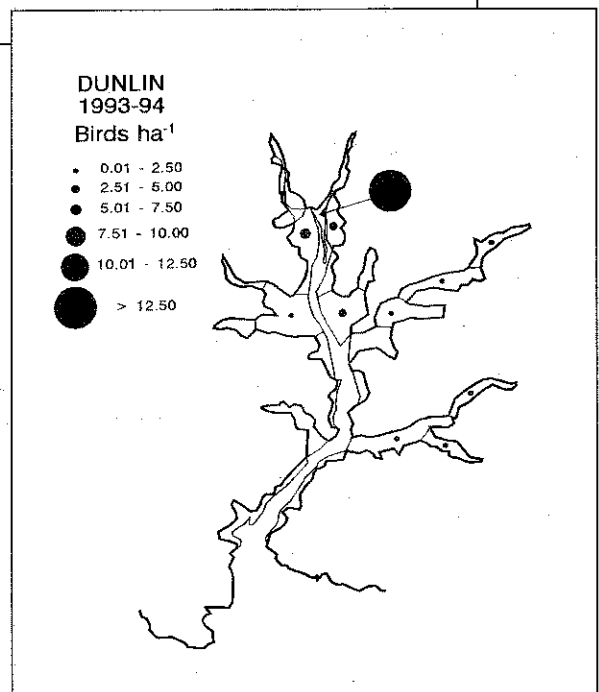 DUNLIN
1993-94
Birds ha⁻¹
0.01 - 2.50
2.51 - 5.00
5.01 - 7.50
7.51 - 10.00
10.01 - 12.50
> 12.50